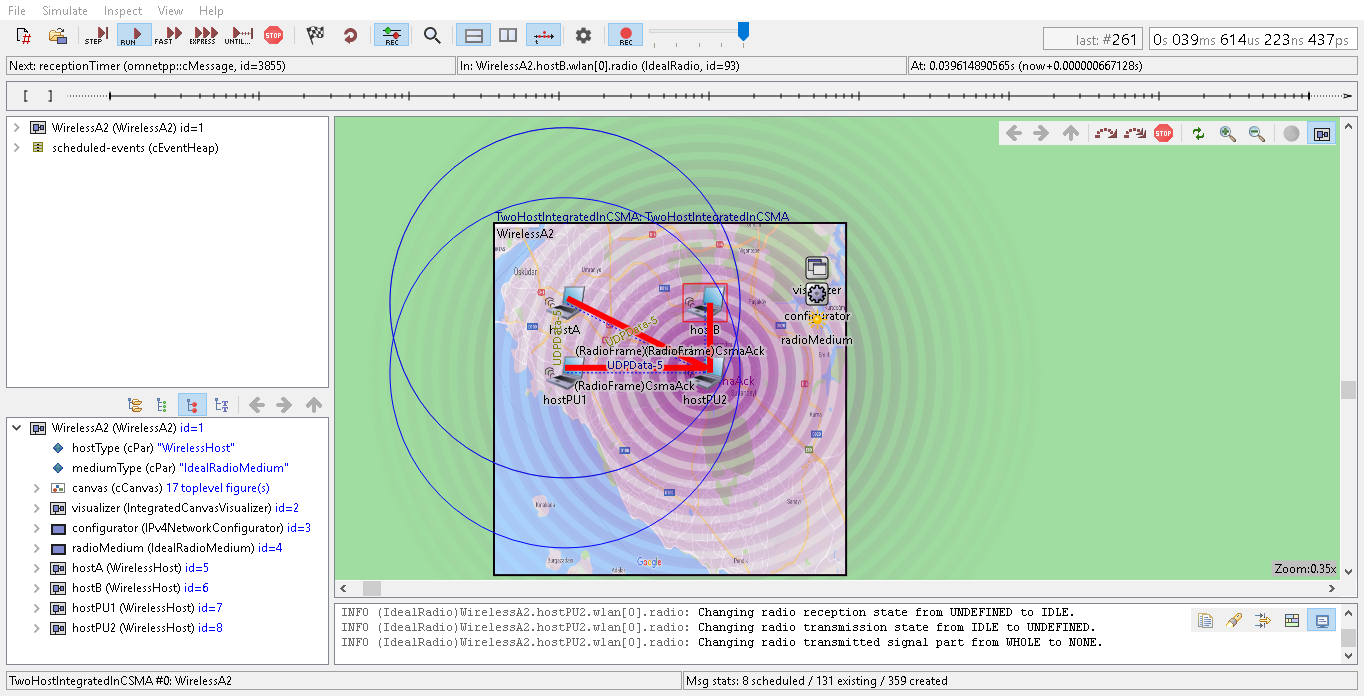 File Simulate Inspect View Help
STEP RUN FAST EXPRESS UNTIL... STOP REC REC
last: #261 0s 039ms 614us 223ns 437ps
Next: receptionTimer (omnetpp::cMessage, id=3855) In: WirelessA2.hostB.wlan[0].radio (IdealRadio, id=93) At: 0.039614890565s (now+0.000000667128s)
[ ]
WirelessA2 (WirelessA2) id=1
scheduled-events (cEventHeap)
STOP
TwoHostIntegratedInCSMA: TwoHostIntegratedInCSMA
WirelessA2
Üsküdar
Ümraniye
visualizer
configurator
radioMedium
hostA
hostB
UDPData-5
UDPData-5
(RadioFrame)(RadioFrame)CsmaAck
UDPData-5
(RadioFrame)CsmaAck
maAck
hostPU1
hostPU2
Google
Pendik
Adalar
Burgazadası
Kınalıada
Zoom:0.35x
WirelessA2 (WirelessA2) id=1
hostType (cPar) "WirelessHost"
mediumType (cPar) "IdealRadioMedium"
canvas (cCanvas) 17 toplevel figure(s)
visualizer (IntegratedCanvasVisualizer) id=2
configurator (IPv4NetworkConfigurator) id=3
radioMedium (IdealRadioMedium) id=4
hostA (WirelessHost) id=5
hostB (WirelessHost) id=6
hostPU1 (WirelessHost) id=7
hostPU2 (WirelessHost) id=8
INFO (IdealRadio)WirelessA2.hostPU2.wlan[0].radio: Changing radio reception state from UNDEFINED to IDLE.
INFO (IdealRadio)WirelessA2.hostPU2.wlan[0].radio: Changing radio transmission state from IDLE to UNDEFINED.
INFO (IdealRadio)WirelessA2.hostPU2.wlan[0].radio: Changing radio transmitted signal part from WHOLE to NONE.
TwoHostIntegratedInCSMA #0: WirelessA2 Msg stats: 8 scheduled / 131 existing / 359 created